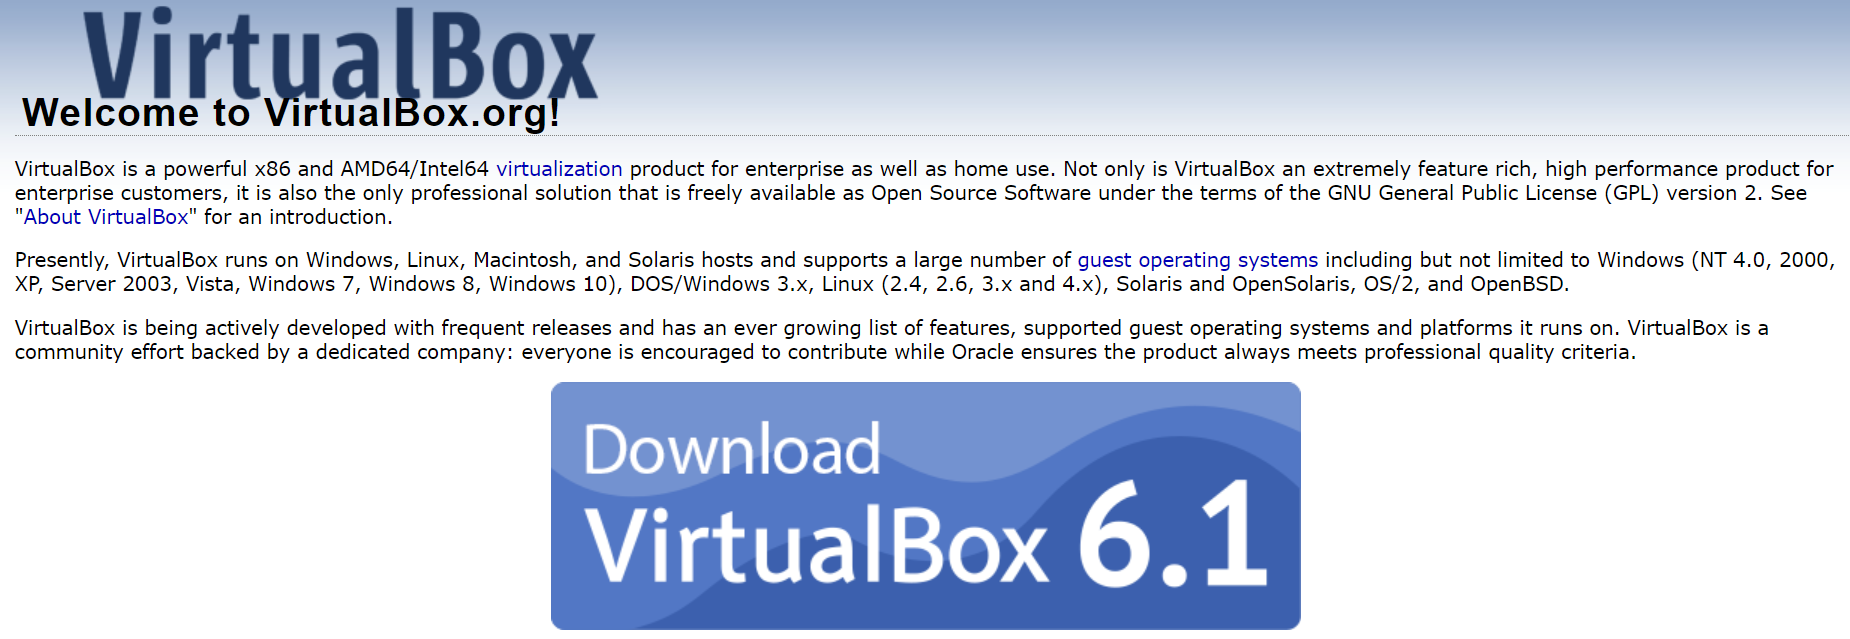 VirtualBox
Welcome to VirtualBox.org!
VirtualBox is a powerful x86 and AMD64/Intel64 virtualization product for enterprise as well as home use. Not only is VirtualBox an extremely feature rich, high performance product for
enterprise customers, it is also the only professional solution that is freely available as Open Source Software under the terms of the GNU General Public License (GPL) version 2. See
"About VirtualBox" for an introduction.
Presently, VirtualBox runs on Windows, Linux, Macintosh, and Solaris hosts and supports a large number of guest operating systems including but not limited to Windows (NT 4.0, 2000,
XP, Server 2003, Vista, Windows 7, Windows 8, Windows 10), DOS/Windows 3.x, Linux (2.4, 2.6, 3.x and 4.x), Solaris and OpenSolaris, OS/2, and OpenBSD.
VirtualBox is being actively developed with frequent releases and has an ever growing list of features, supported guest operating systems and platforms it runs on. VirtualBox is a
community effort backed by a dedicated company: everyone is encouraged to contribute while Oracle ensures the product always meets professional quality criteria.
Download
VirtualBox 6.1